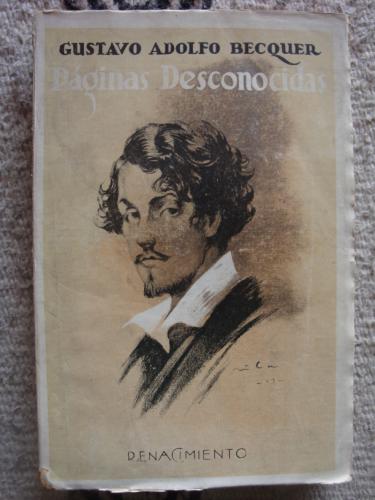 GUSTAVO ADOLFO BECQUER
Páginas Desconocidas
RENACIMIENTO